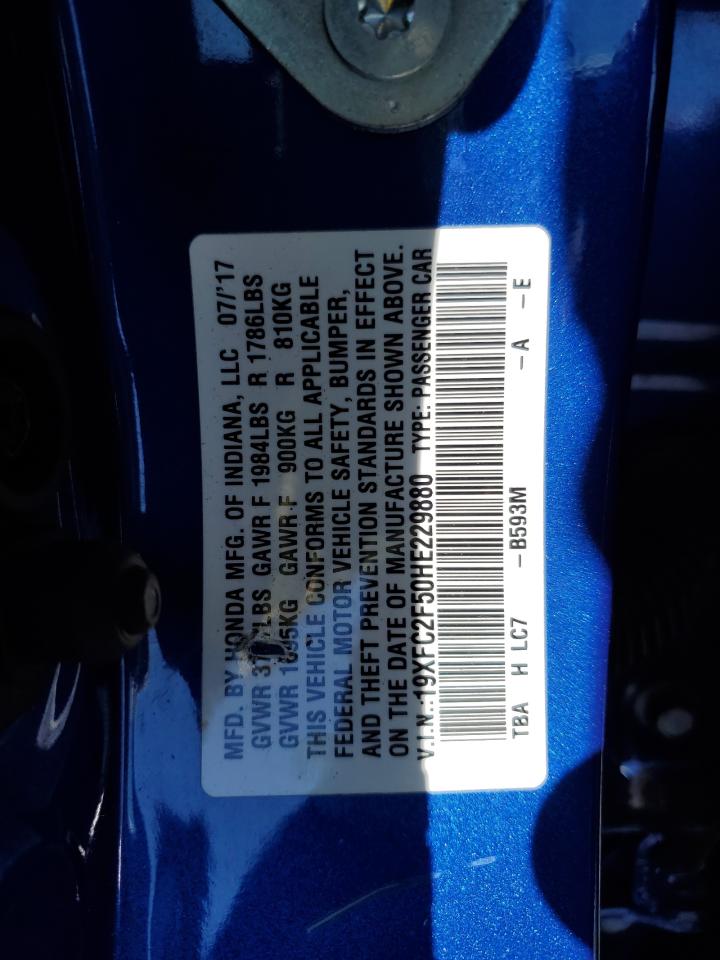 MFD. BY HONDA MFG. OF INDIANA, LLC 07/'17
GVWR LBS GAWR F 1984LBS R 1786LBS
GVWR KG GAWR F 900KG R 810KG
THIS VEHICLE CONFORMS TO ALL APPLICABLE
FEDERAL MOTOR VEHICLE SAFETY, BUMPER,
AND THEFT PREVENTION STANDARDS IN EFFECT
ON THE DATE OF MANUFACTURE SHOWN ABOVE.
V.I.N.:19XFC2F50HE229880 TYPE: PASSENGER CAR
TBA H LC7 -B593M -A -E